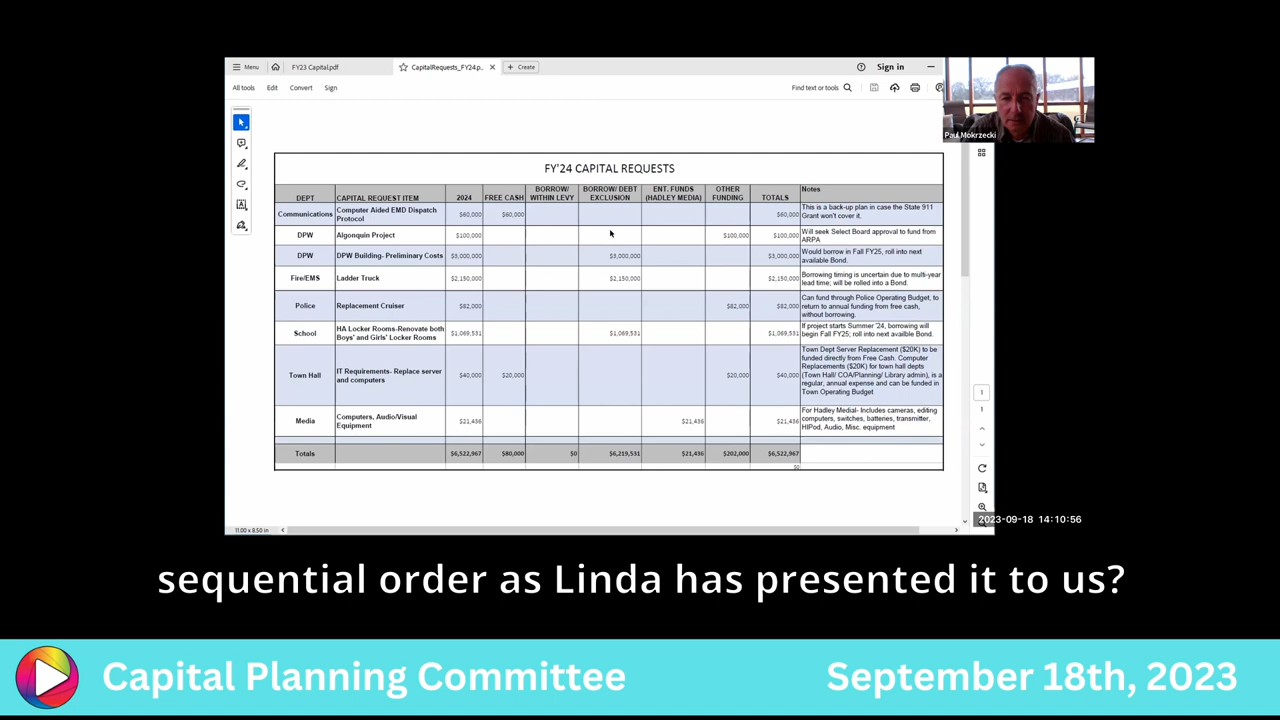 Menu
FY23 Capital.pdf
CapitalRequests_FY24.p..
Create
Sign in
All tools Edit Convert Sign
Find text or tools
Paul Mokrzecki
FY'24 CAPITAL REQUESTS
DEPT CAPITAL REQUEST ITEM 2024 FREE CASH BORROW/ WITHIN LEVY BORROW/ DEBT EXCLUSION ENT. FUNDS (HADLEY MEDIA) OTHER FUNDING TOTALS Notes
Communications Computer Aided EMD Dispatch Protocol $60,000 $60,000 $60,000 This is a back-up plan in case the State 911 Grant won't cover it.
DPW Algonquin Project $100,000 $100,000 $100,000 Will seek Select Board approval to fund from ARPA
DPW DPW Building- Preliminary Costs $3,000,000 $3,000,000 $3,000,000 Would borrow in Fall FY25, roll into next available Bond.
Fire/EMS Ladder Truck $2,150,000 $2,150,000 $2,150,000 Borrowing timing is uncertain due to multi-year lead time; will be rolled into a Bond.
Police Replacement Cruiser $82,000 $82,000 $82,000 Can fund through Police Operating Budget, to return to annual funding from free cash, without borrowing.
School HA Locker Rooms-Renovate both Boys' and Girls' Locker Rooms $1,069,531 $1,069,531 $1,069,531 If project starts Summer '24, borrowing will begin Fall FY25, roll into next availble Bond.
Town Hall IT Requirements- Replace server and computers $40,000 $20,000 $20,000 $40,000 Town Dept Server Replacement ($20K) to be funded directly from Free Cash. Computer Replacements ($20K) for town hall depts (Town Hall/ COA/Planning/ Library admin), is a regular, annual expense and can be funded in Town Operating Budget
Media Computers, Audio/Visual Equipment $21,436 $21,436 $21,436 For Hadley Medial- Includes cameras, editing computers, switches, batteries, transmitter, HIPod, Audio, Misc. equipment
Totals $6,522,967 $80,000 $0 $6,219,531 $21,436 $202,000 $6,522,967
$0
1
1
2023-09-18 14:10:56
11.00 x 8.50 in
sequential order as Linda has presented it to us?
Capital Planning Committee September 18th, 2023